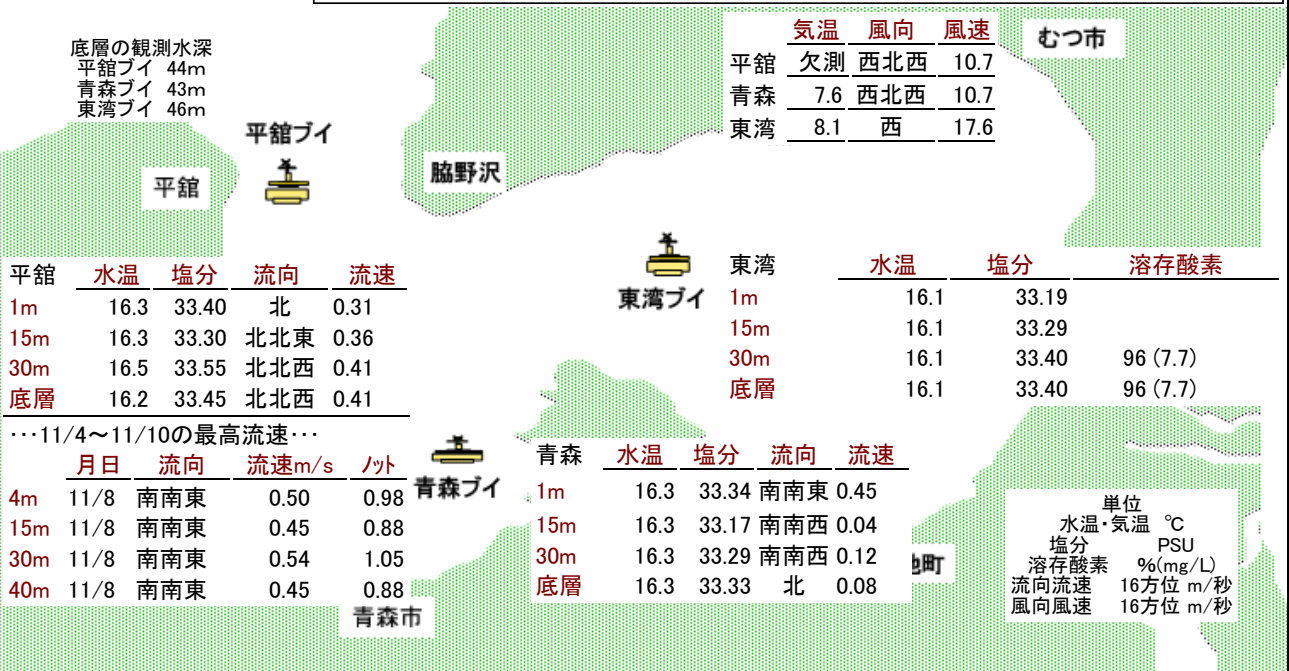 底層の観測水深
平舘ブイ 44m
青森ブイ 43m
東湾ブイ 46m
気温 風向 風速
平舘 欠測 西北西 10.7
青森 7.6 西北西 10.7
東湾 8.1 西 17.6
むつ市
平舘ブイ
平舘
脇野沢
東湾ブイ
平舘 水温 塩分 流向 流速
1m 16.3 33.40 北 0.31
15m 16.3 33.30 北北東 0.36
30m 16.5 33.55 北北西 0.41
底層 16.2 33.45 北北西 0.41
東湾 水温 塩分 溶存酸素
1m 16.1 33.19
15m 16.1 33.29
30m 16.1 33.40 96 (7.7)
底層 16.1 33.40 96 (7.7)
・・・11/4～11/10の最高流速・・・
月日 流向 流速m/s ノット
4m 11/8 南南東 0.50 0.98
15m 11/8 南南東 0.45 0.88
30m 11/8 南南東 0.54 1.05
40m 11/8 南南東 0.45 0.88
青森ブイ
青森 水温 塩分 流向 流速
1m 16.3 33.34 南南東 0.45
15m 16.3 33.17 南南西 0.04
30m 16.3 33.29 南南西 0.12
底層 16.3 33.33 北 0.08
青森市
町
単位
水温・気温 ℃
塩分 PSU
溶存酸素 %(mg/L)
流向流速 16方位 m/秒
風向風速 16方位 m/秒